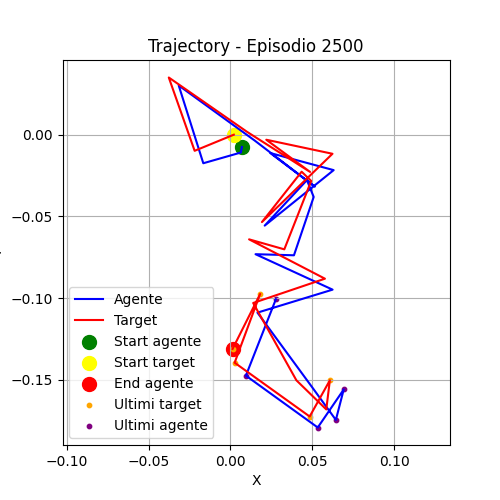 Trajectory - Episodio 2500
0.00
−0.05
−0.10
−0.15
Agente
Target
Start agente
Start target
End agente
Ultimi target
Ultimi agente
−0.10
−0.05
0.00
0.05
0.10
X